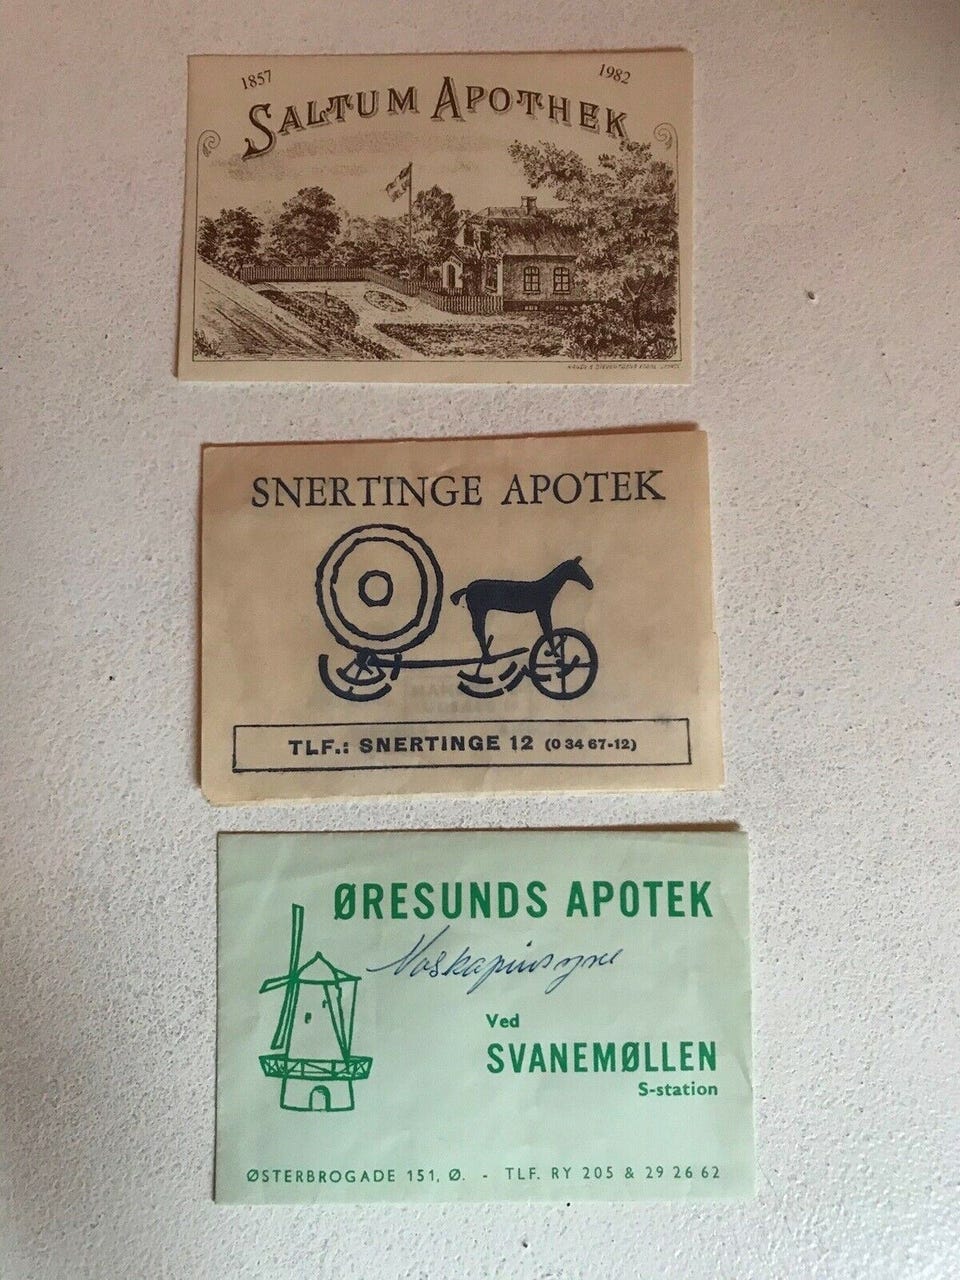 1857 1982
SALTUM APOTHEK
SNERTINGE APOTEK
TLF.: SNERTINGE 12 (0 34 67-12)
ØRESUNDS APOTEK
Ved
SVANEMØLLEN
S-station
ØSTERBROGADE 151, Ø. - TLF. RY 205 & 29 26 62